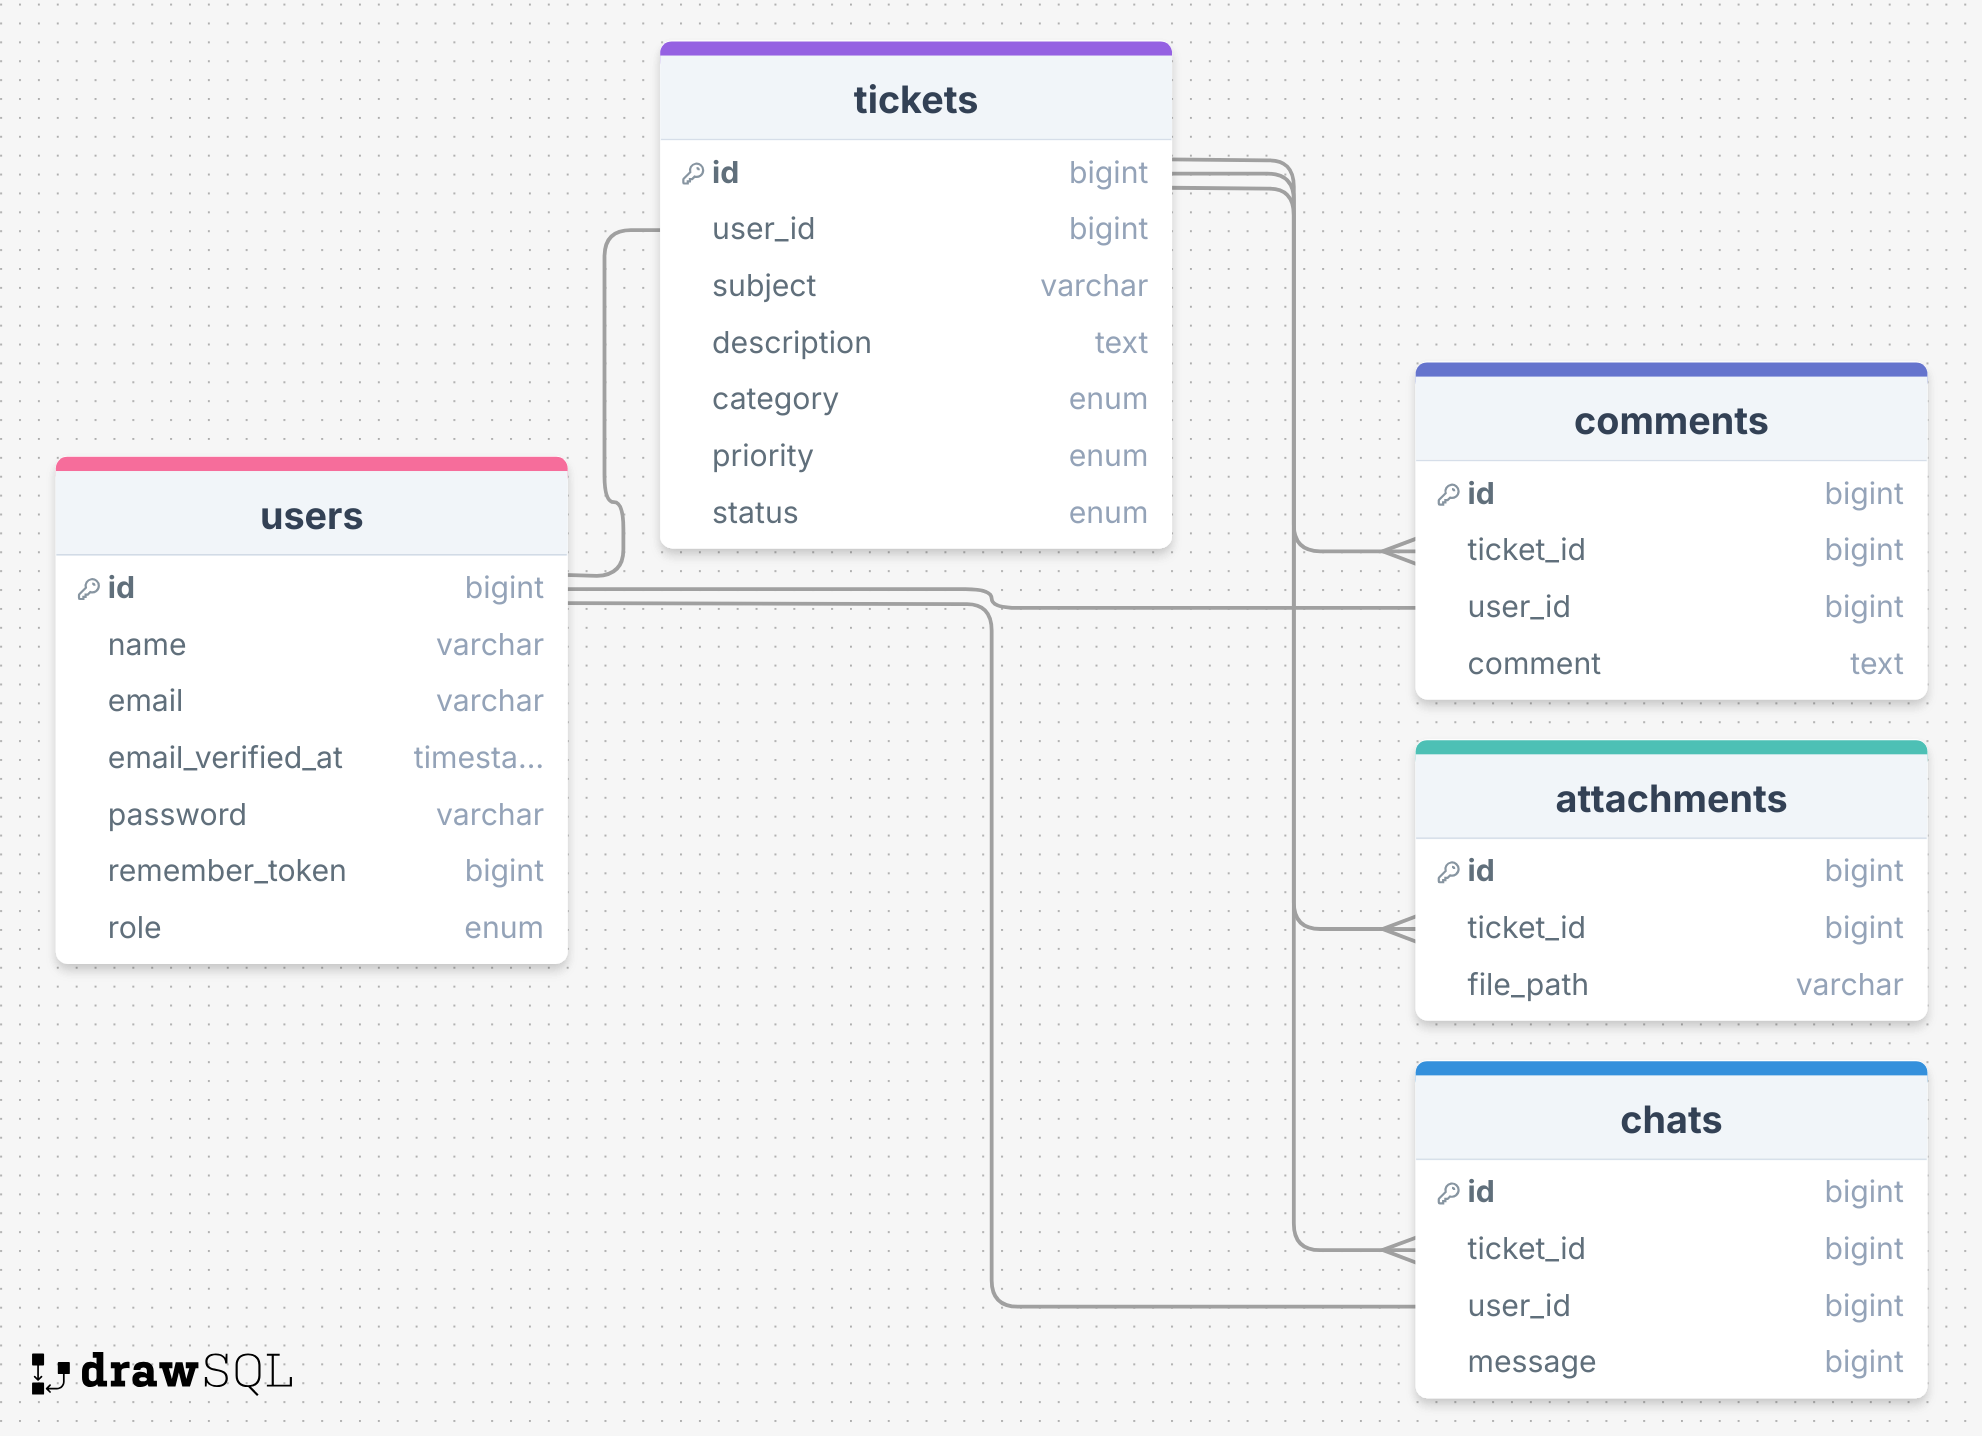 tickets
id bigint
user_id bigint
subject varchar
description text
category enum
priority enum
status enum
users
id bigint
name varchar
email varchar
email_verified_at timesta...
password varchar
remember_token bigint
role enum
comments
id bigint
ticket_id bigint
user_id bigint
comment text
attachments
id bigint
ticket_id bigint
file_path varchar
chats
id bigint
ticket_id bigint
user_id bigint
message bigint
drawSQL